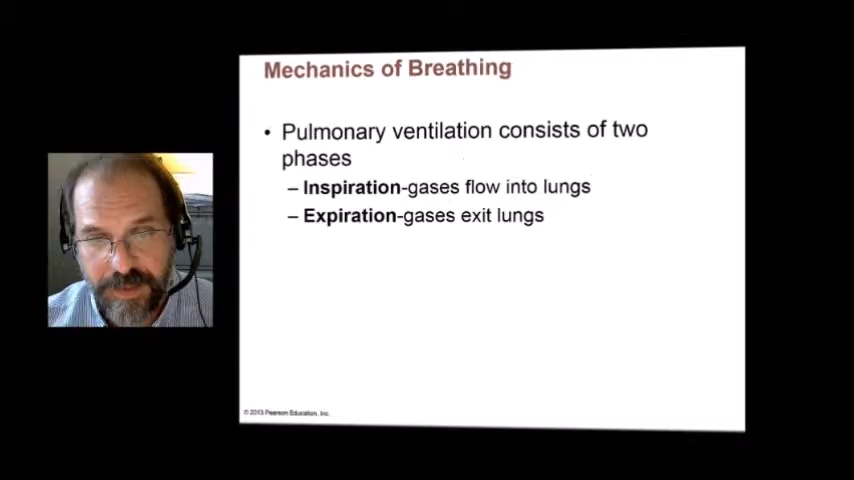 Mechanics of Breathing
• Pulmonary ventilation consists of two
phases
– Inspiration-gases flow into lungs
– Expiration-gases exit lungs
© 2013 Pearson Education, Inc.